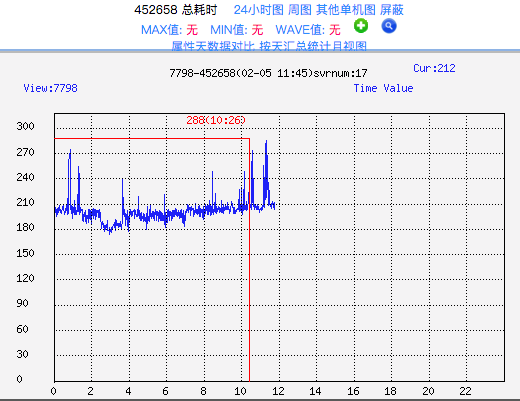 452658 总耗时 24小时图 周图 其他单机图 屏蔽
MAX值: 无 MIN值: 无 WAVE值: 无
属性天数据对比 按天汇总统计月视图
7798-452658(02-05 11:45)svrnum:17
Cur:212
View:7798
Time Value
288(10:26)
300
270
240
210
180
150
120
90
60
30
0
0 2 4 6 8 10 12 14 16 18 20 22